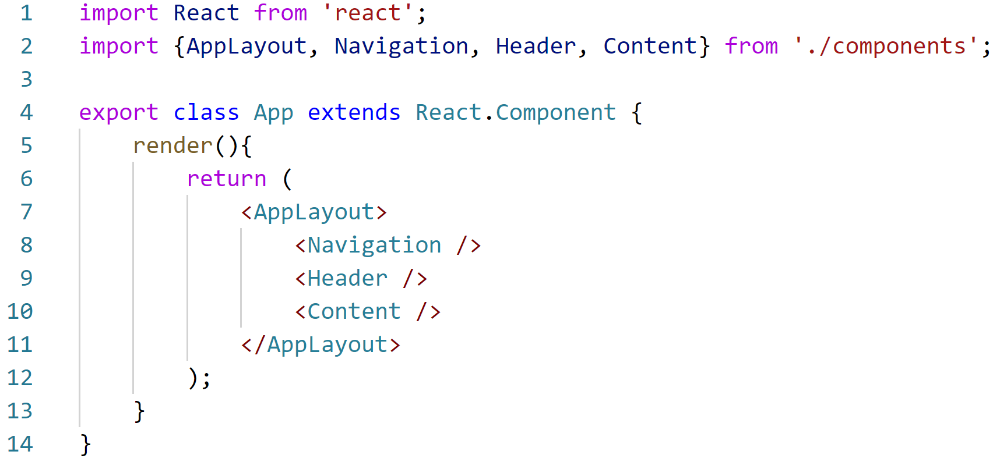 1 import React from 'react';
2 import {AppLayout, Navigation, Header, Content} from './components';
3
4 export class App extends React.Component {
5     render(){
6         return (
7             <AppLayout>
8                 <Navigation />
9                 <Header />
10                 <Content />
11             </AppLayout>
12         );
13     }
14 }